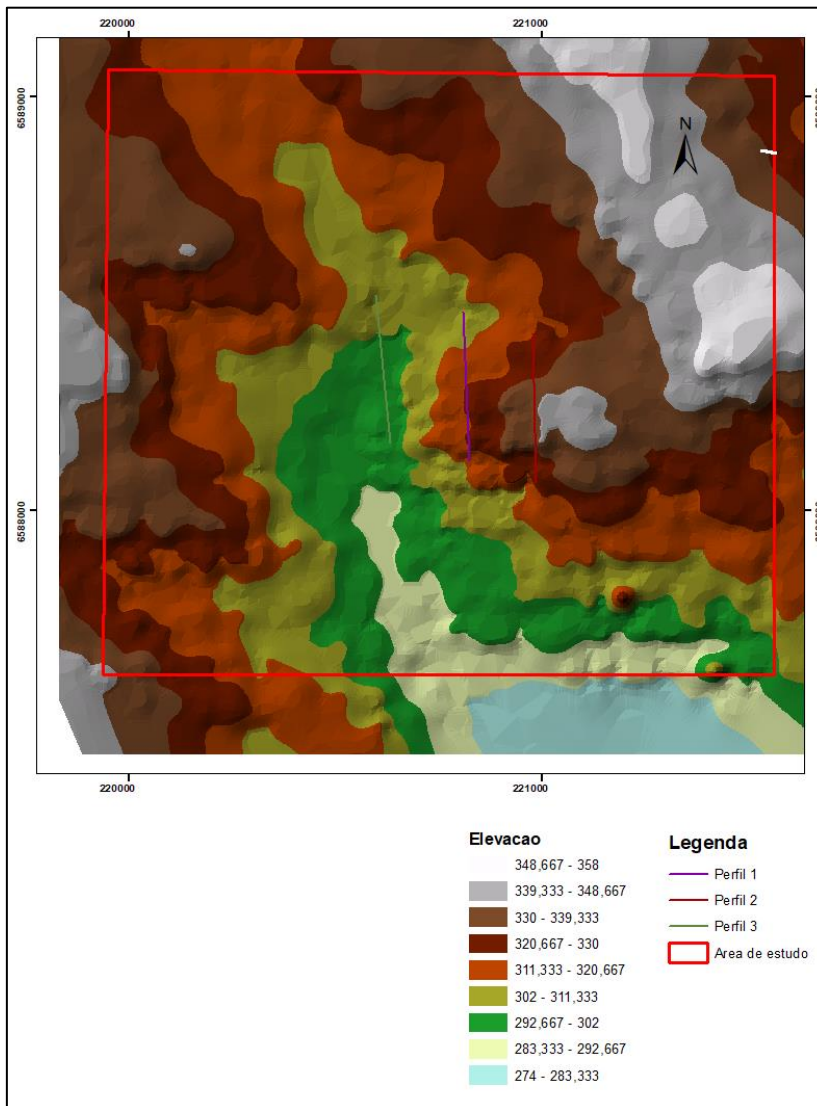 220000 221000
6589000
N
6588000
220000 221000
Elevacao
348,667 - 358
339,333 - 348,667
330 - 339,333
320,667 - 330
311,333 - 320,667
302 - 311,333
292,667 - 302
283,333 - 292,667
274 - 283,333
Legenda
Perfil 1
Perfil 2
Perfil 3
Area de estudo